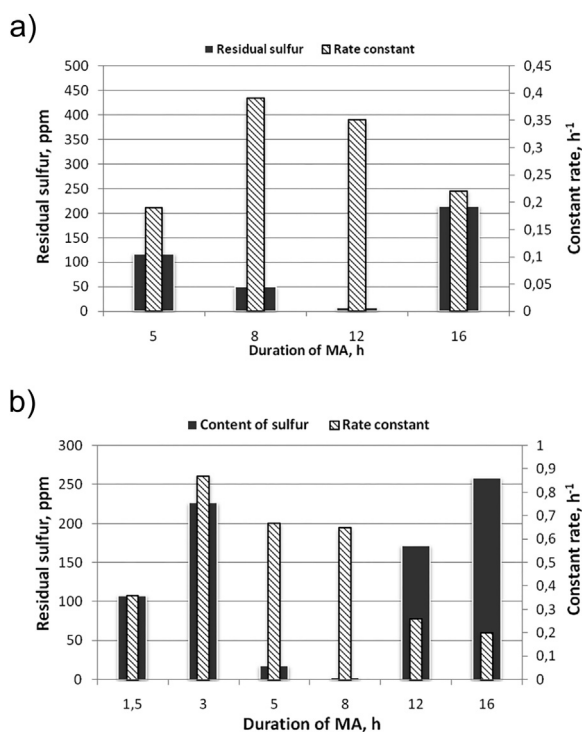 a)
Residual sulfur Rate constant
500 0,45
450 0,4
400 0,35
350 0,3
300 0,25
250 0,2
200 0,15
150 0,1
100 0,05
50 0
0
Residual sulfur, ppm
Constant rate, h-1
5 8 12 16
Duration of MA, h
b)
Content of sulfur Rate constant
300 1
250 0,9
200 0,8
150 0,7
100 0,6
50 0,5
0 0,4
0,3
0,2
0,1
0
Residual sulfur, ppm
Constant rate, h-1
1,5 3 5 8 12 16
Duration of MA, h